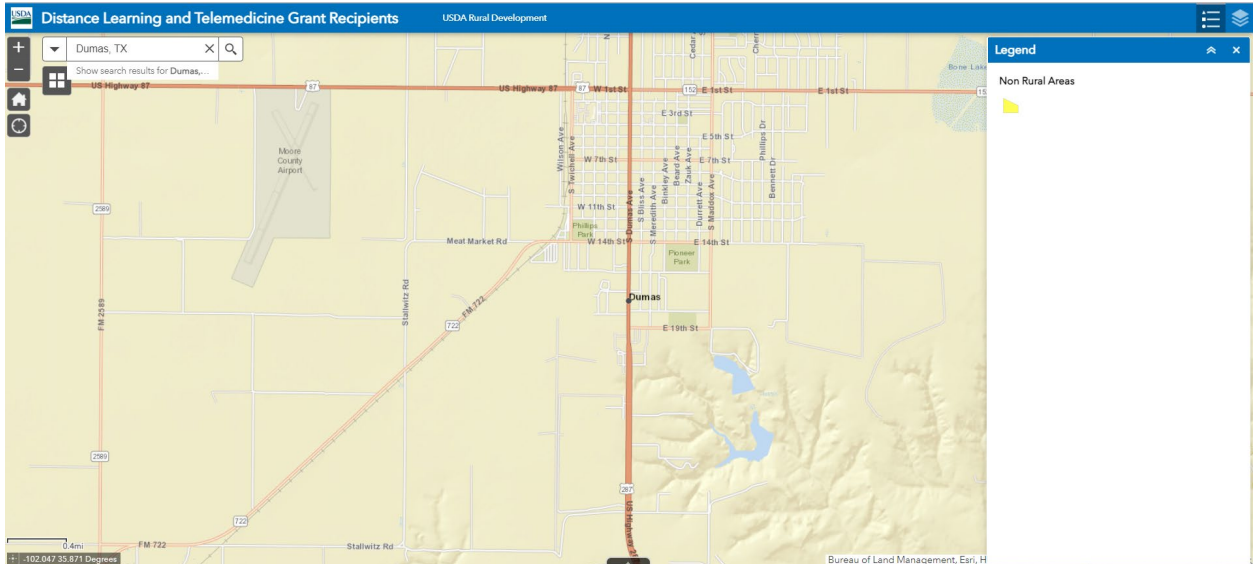 USDA
Distance Learning and Telemedicine Grant Recipients
USDA Rural Development
+
Dumas, TX
Show search results for Dumas,...
−
Legend
Non Rural Areas
Cedar
Bone Lake
US Highway 87
87
US Highway 87
87
W 1st St
152
E 1st St
E 1st St
E 3rd St
E 5th St
Moore
County
Airport
Wilson Ave
S Twichell Ave
W 7th St
E 7th St
Phillips Dr
Bennett Dr
Binkley Ave
Beard Ave
Zauk Ave
S Bliss Ave
S Meredith Ave
Durrett Ave
S Maddox Ave
S Dumas Ave
2589
W 11th St
Phillips
Park
Meat Market Rd
W 14th St
E 14th St
Pioneer
Park
Stallwitz Rd
Dumas
FM 2589
FM 722
722
E 19th St
2589
287
722
US Highway 2
0.4mi
FM 722
Stallwitz Rd
-102.047 35.871 Degrees
Bureau of Land Management, Esri, H